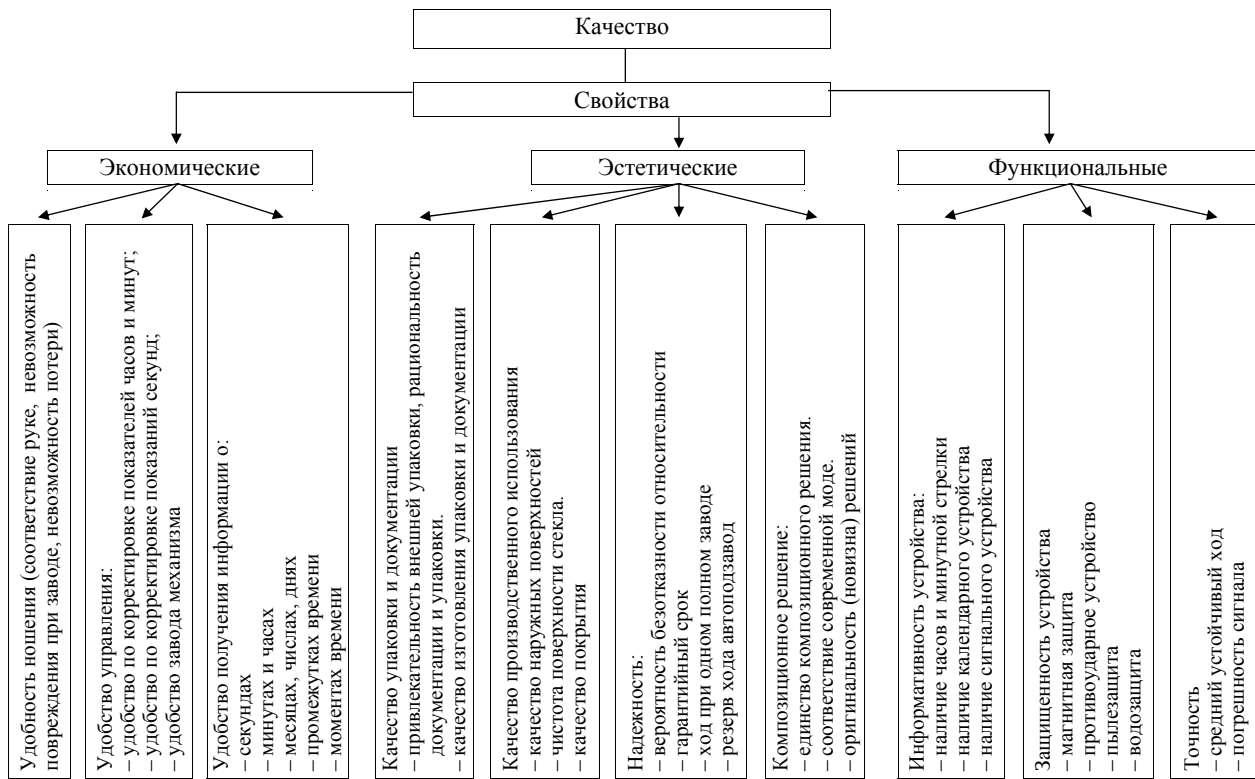 Качество
Свойства
Экономические
Эстетические
Функциональные
Удобность ношения (соответствие руке, невозможность
повреждения при заводе, невозможность потери)
Удобство управления:
– удобство по корректировке показателей часов и минут;
– удобство по корректировке показаний секунд;
– удобство завода механизма
Удобство получения информации о:
– секундах
– минутах и часах
– месяцах, числах, днях
– промежутках времени
– моментах времени
Качество упаковки и документации
– привлекательность внешней упаковки, рациональность
документации и упаковки.
– качество изготовления упаковки и документации
Качество производственного использования
– качество наружных поверхностей
– чистота поверхности стекла.
– качество покрытия
Надежность:
– вероятность безотказности относительности
– гарантийный срок
– ход при одном полном заводе
– резерв хода автоподзавод
Композиционное решение:
– единство композиционного решения.
– соответствие современной моде.
– оригинальность (новизна) решений
Информативность устройства:
– наличие часов и минутной стрелки
– наличие календарного устройства
– наличие сигнального устройства
Защищенность устройства
– магнитная защита
– противоударное устройство
– пылезащита
– водозащита
Точность
– средний устойчивый ход
– погрешность сигнала